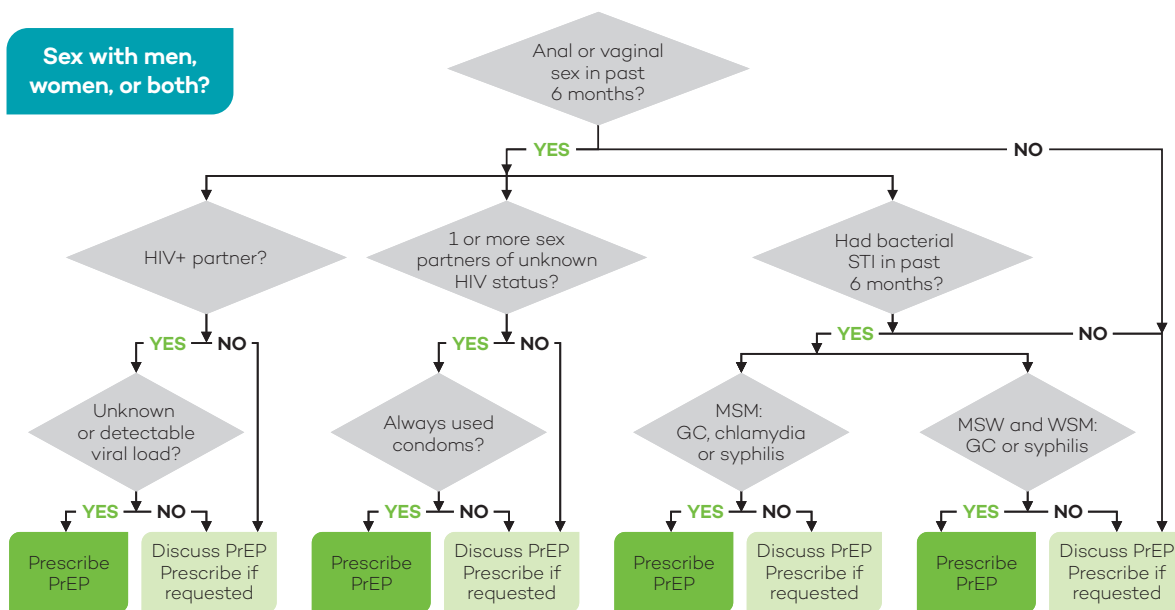 Sex with men,
women, or both?
Anal or vaginal
sex in past
6 months?
YES
NO
HIV+ partner?
1 or more sex
partners of unknown
HIV status?
Had bacterial
STI in past
6 months?
YES
NO
YES
NO
YES
NO
Unknown
or detectable
viral load?
Always used
condoms?
MSM:
GC, chlamydia
or syphilis
MSW and WSM:
GC or syphilis
YES
NO
YES
NO
YES
NO
YES
NO
Prescribe
PrEP
Discuss PrEP
Prescribe if
requested
Prescribe
PrEP
Discuss PrEP
Prescribe if
requested
Prescribe
PrEP
Discuss PrEP
Prescribe if
requested
Prescribe
PrEP
Discuss PrEP
Prescribe if
requested